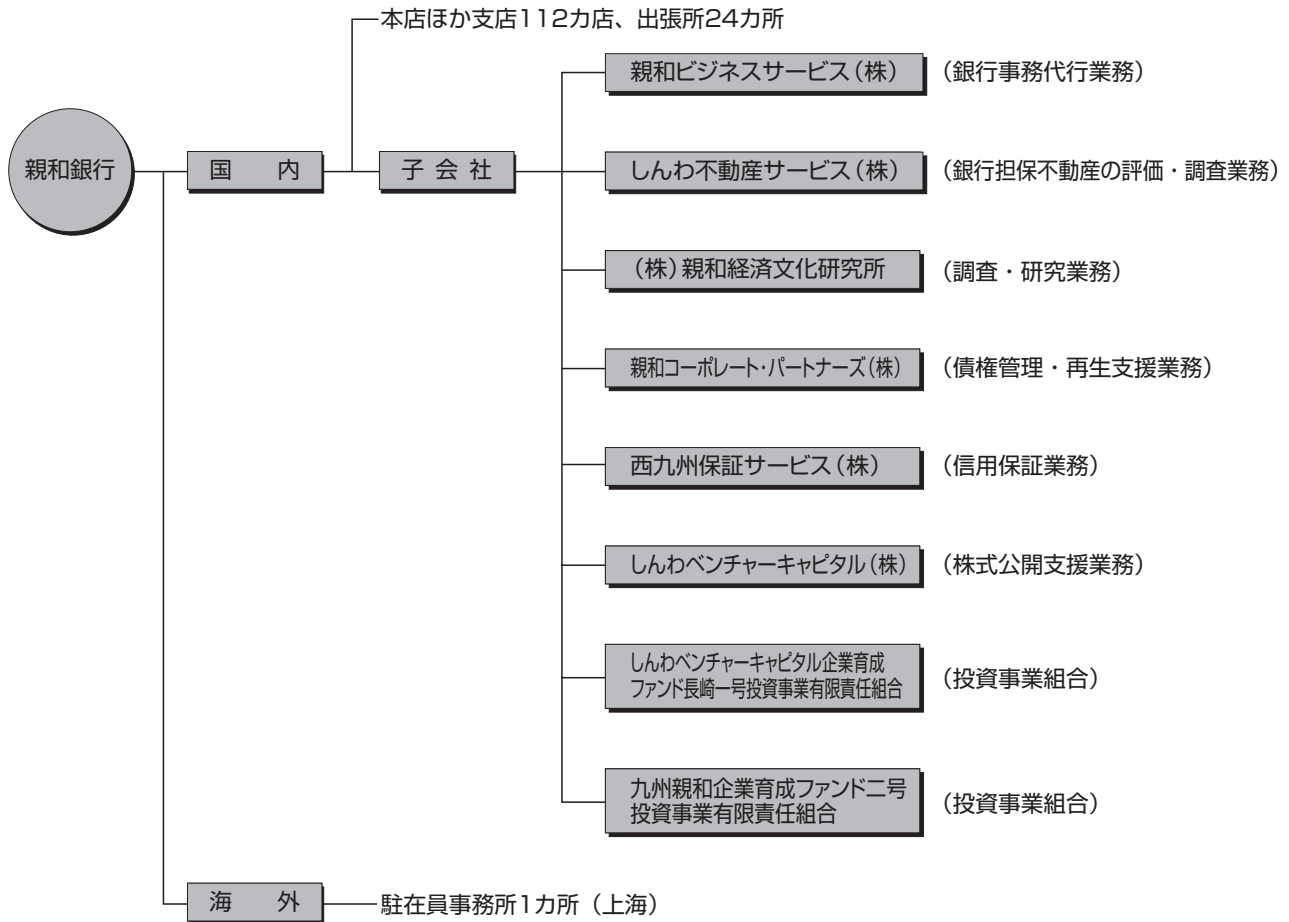 本店ほか支店112カ店、出張所24カ所
親和ビジネスサービス(株) (銀行事務代行業務)
親和銀行 国 内 子会社 しんわ不動産サービス(株) (銀行担保不動産の評価・調査業務)
(株)親和経済文化研究所 (調査・研究業務)
親和コーポレート・パートナーズ(株) (債権管理・再生支援業務)
西九州保証サービス(株) (信用保証業務)
しんわベンチャーキャピタル(株) (株式公開支援業務)
しんわベンチャーキャピタル企業育成
ファンド長崎一号投資事業有限責任組合 (投資事業組合)
九州親和企業育成ファンド二号
投資事業有限責任組合 (投資事業組合)
海 外 駐在員事務所1カ所(上海)